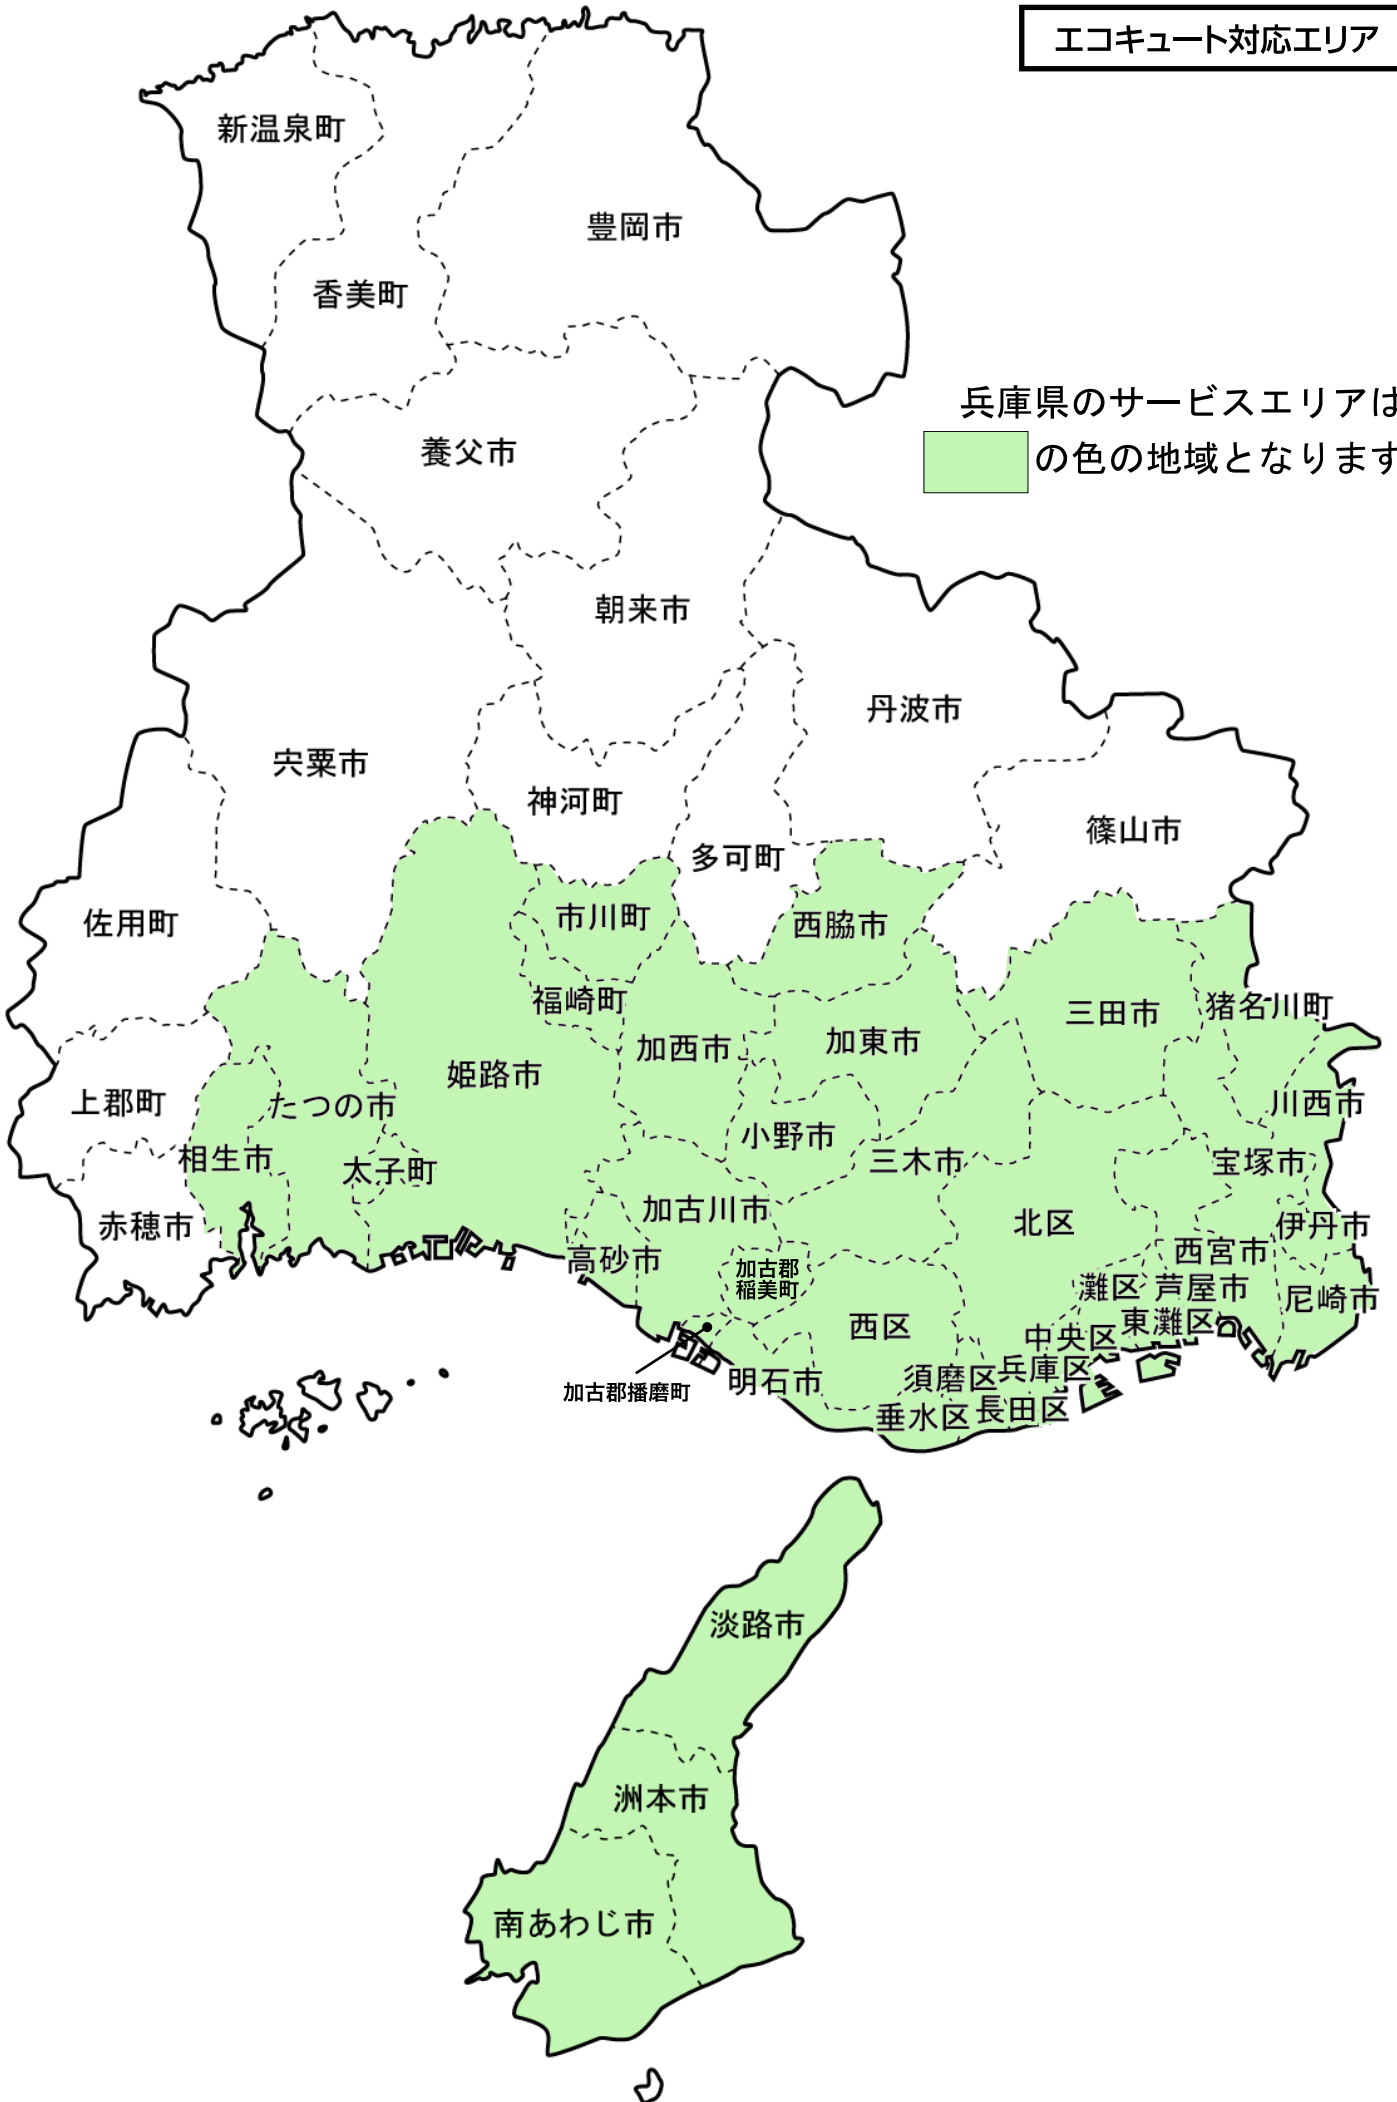 エコキュート対応エリア
新温泉町
豊岡市
香美町
兵庫県のサービスエリアは
の色の地域となります
養父市
朝来市
丹波市
宍粟市
神河町
篠山市
多可町
佐用町
市川町
西脇市
福崎町
猪名川町
三田市
加西市
加東市
姫路市
上郡町
たつの市
川西市
小野市
相生市
太子町
三木市
宝塚市
加古川市
赤穂市
北区
伊丹市
高砂市
西宮市
加古郡
稲美町
灘区
芦屋市
尼崎市
西区
東灘区
中央区
兵庫区
須磨区
明石市
加古郡播磨町
垂水区
長田区
淡路市
洲本市
南あわじ市